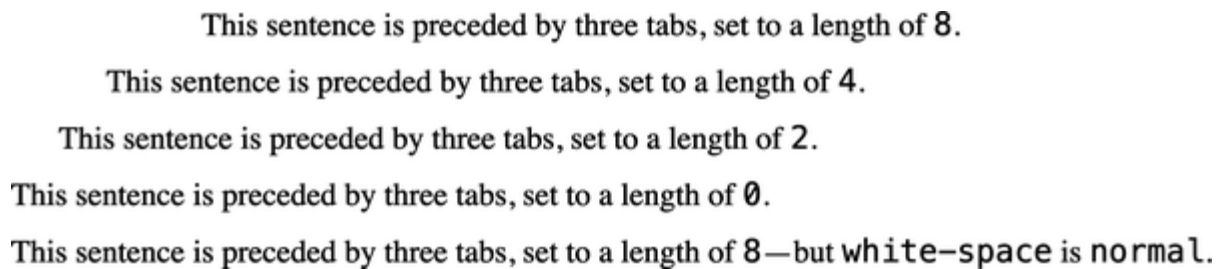 This sentence is preceded by three tabs, set to a length of 8.
This sentence is preceded by three tabs, set to a length of 4.
This sentence is preceded by three tabs, set to a length of 2.
This sentence is preceded by three tabs, set to a length of 0.
This sentence is preceded by three tabs, set to a length of 8—but white-space is normal.